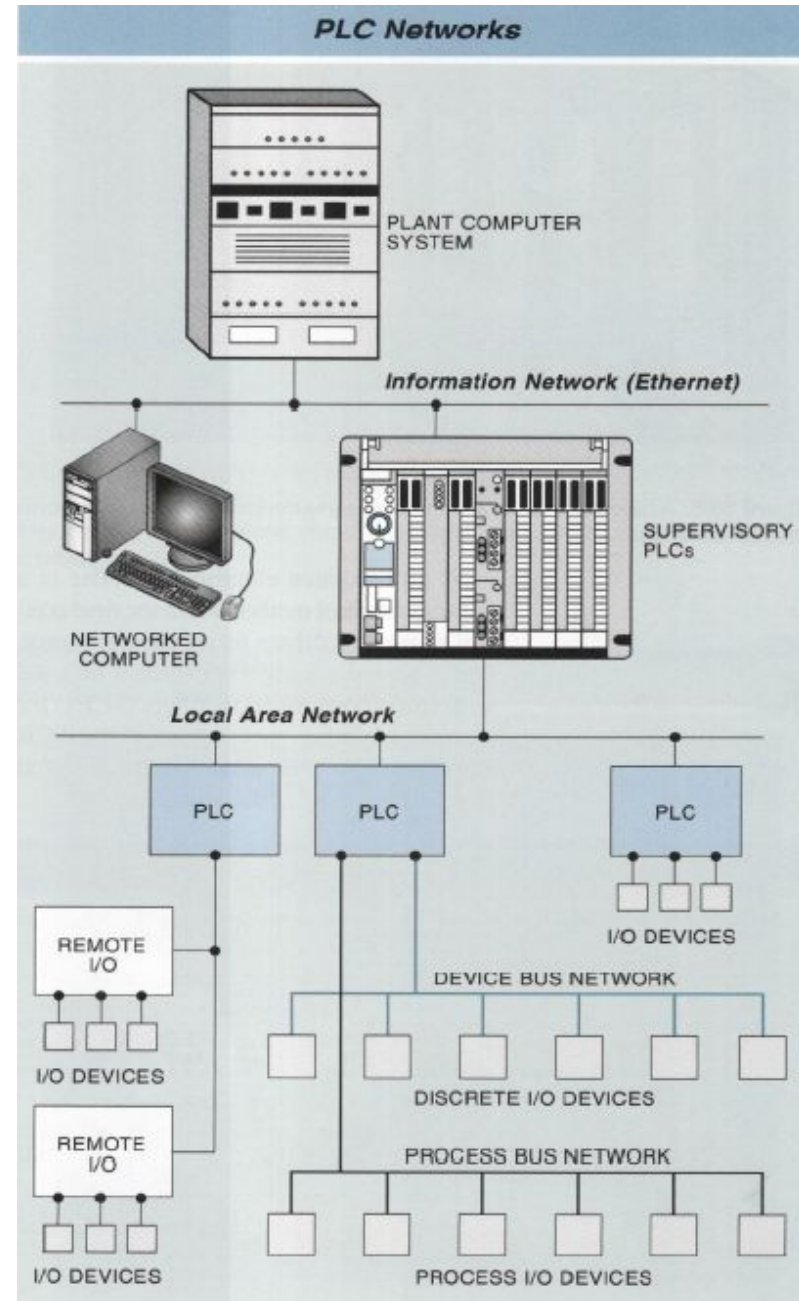 PLC Networks
PLANT COMPUTER
SYSTEM
Information Network (Ethernet)
SUPERVISORY
PLCs
NETWORKED
COMPUTER
Local Area Network
PLC
PLC
PLC
I/O DEVICES
REMOTE
I/O
I/O DEVICES
DEVICE BUS NETWORK
DISCRETE I/O DEVICES
REMOTE
I/O
I/O DEVICES
PROCESS BUS NETWORK
PROCESS I/O DEVICES